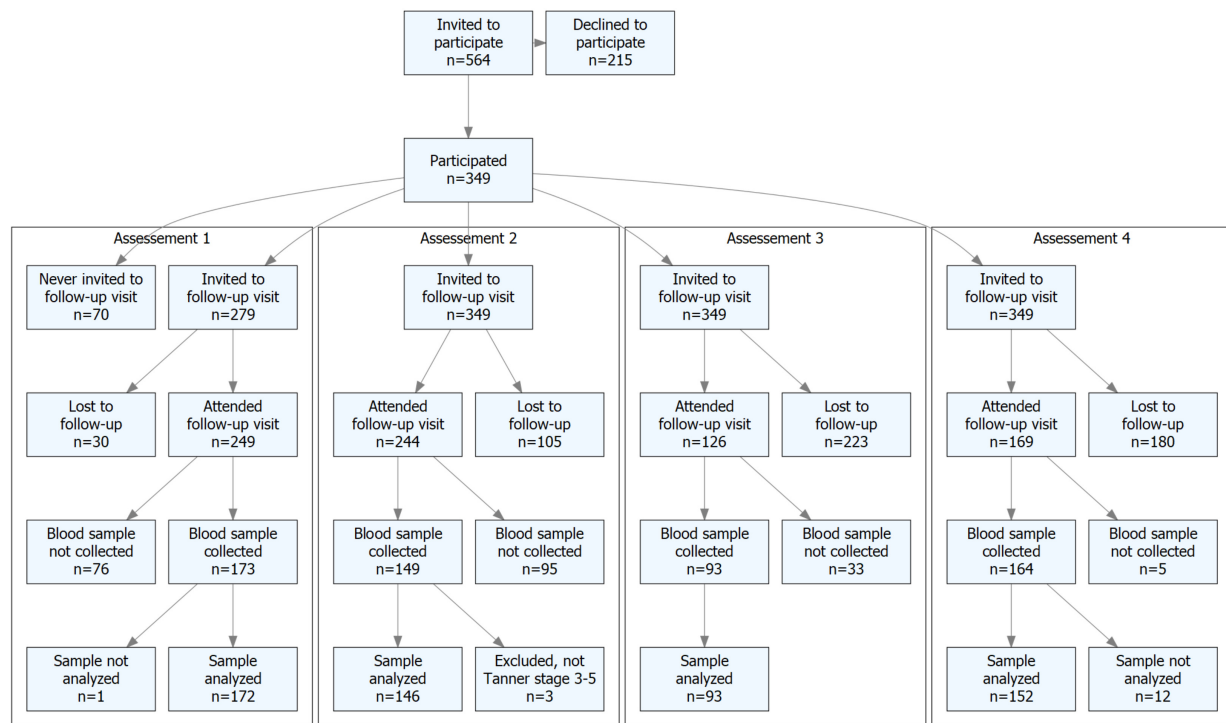 Invited to
participate
n=564
Declined to
participate
n=215
Participated
n=349
Assessement 1
Never invited to
follow-up visit
n=70
Invited to
follow-up visit
n=279
Lost to
follow-up
n=30
Attended
follow-up visit
n=249
Blood sample
not collected
n=76
Blood sample
collected
n=173
Sample not
analyzed
n=1
Sample
analyzed
n=172
Assessement 2
Invited to
follow-up visit
n=349
Attended
follow-up visit
n=244
Lost to
follow-up
n=105
Blood sample
collected
n=149
Blood sample
not collected
n=95
Sample
analyzed
n=146
Excluded, not
Tanner stage 3-5
n=3
Assessement 3
Invited to
follow-up visit
n=349
Attended
follow-up visit
n=126
Lost to
follow-up
n=223
Blood sample
collected
n=93
Blood sample
not collected
n=33
Sample
analyzed
n=93
Assessement 4
Invited to
follow-up visit
n=349
Attended
follow-up visit
n=169
Lost to
follow-up
n=180
Blood sample
collected
n=164
Blood sample
not collected
n=5
Sample
analyzed
n=152
Sample not
analyzed
n=12